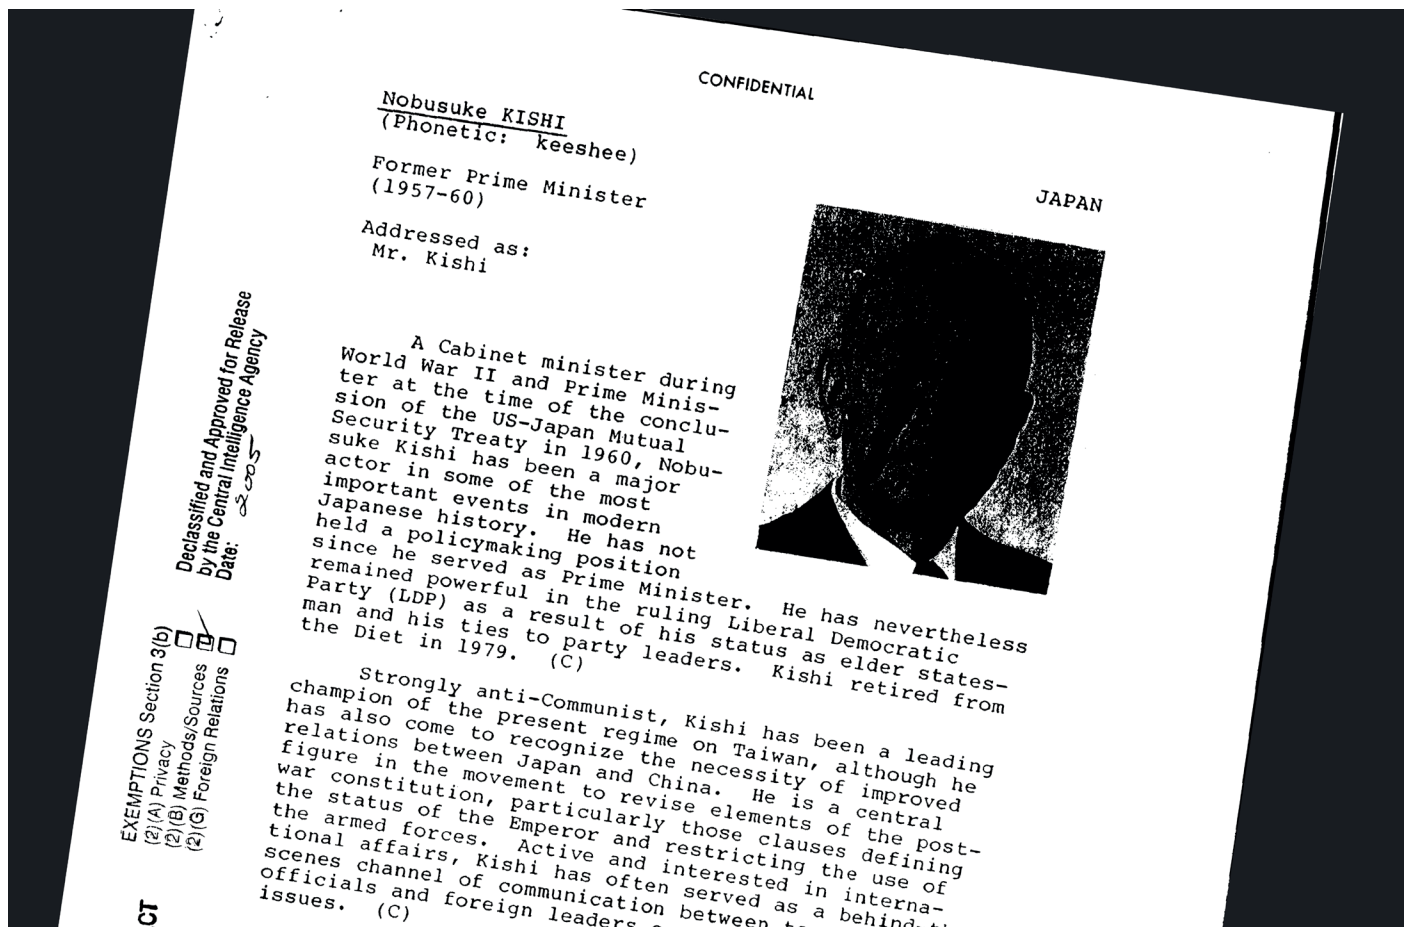 CONFIDENTIAL
Nobusuke KISHI
(Phonetic: keeshee)
JAPAN
Former Prime Minister
(1957-60)
Addressed as:
Mr. Kishi
A Cabinet minister during
World War II and Prime Minis-
ter at the time of the conclu-
sion of the US-Japan Mutual
Security Treaty in 1960, Nobu-
suke Kishi has been a major
actor in some of the most
important events in modern
Japanese history. He has not
held a policymaking position
since he served as Prime Minister. He has nevertheless
remained powerful in the ruling Liberal Democratic
Party (LDP) as a result of his status as elder states-
man and his ties to party leaders. Kishi retired from
the Diet in 1979. (C)
Strongly anti-Communist, Kishi has been a leading
champion of the present regime on Taiwan, although he
has also come to recognize the necessity of improved
relations between Japan and China. He is a central
figure in the movement to revise elements of the post-
war constitution, particularly those clauses defining
the status of the Emperor and restricting the use of
the armed forces. Active and interested in interna-
tional affairs, Kishi has often served as a behind-
scenes channel of communication between
officials and foreign leaders
issues. (C)
Declassified and Approved for Release
by the Central Intelligence Agency
Date: 2005
EXEMPTIONS Section 3(b)
(2)(A) Privacy
(2)(B) Methods/Sources
(2)(G) Foreign Relations
CT